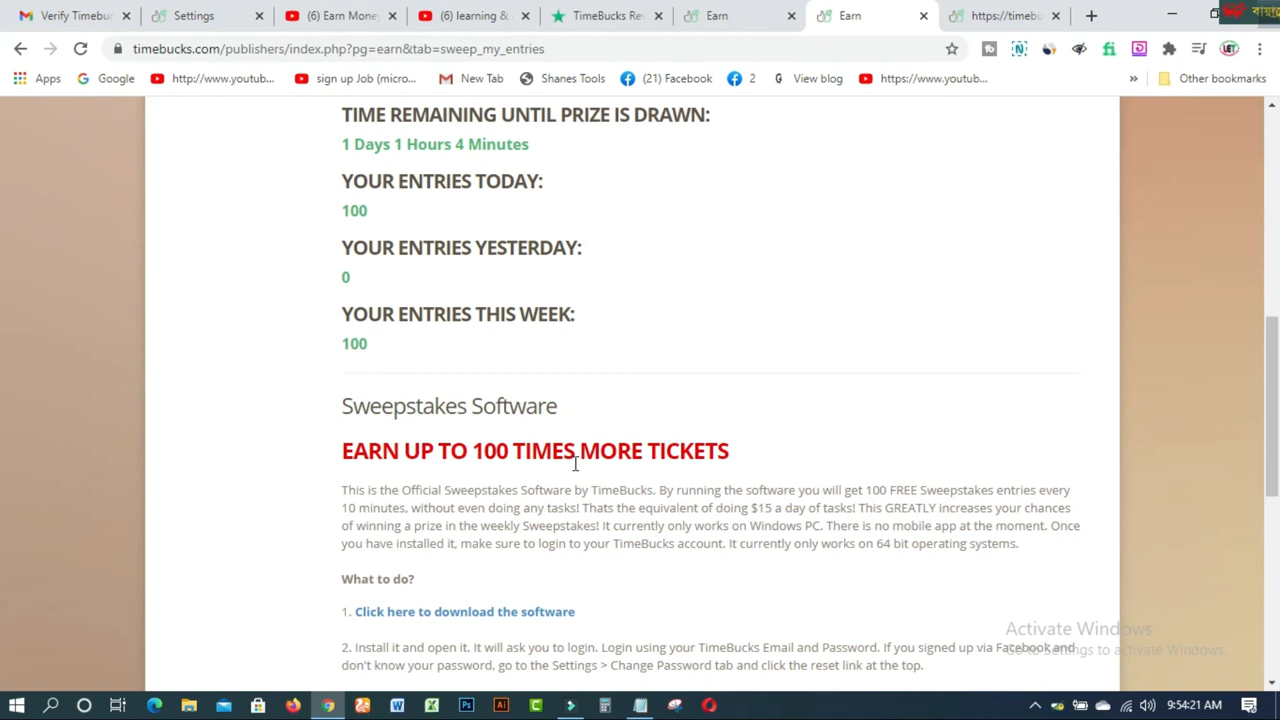 Verify Timebuc
Settings
(6) Earn Mone
(6) learning &
TimeBucks Re
Earn
Earn
https://timebu
timebucks.com/publishers/index.php?pg=earn&tab=sweep_my_entries
Apps
Google
http://www.youtub...
sign up Job (micro...
New Tab
Shanes Tools
(21) Facebook
2
View blog
https://www.youtub...
»
Other bookmarks
TIME REMAINING UNTIL PRIZE IS DRAWN:
1 Days 1 Hours 4 Minutes
YOUR ENTRIES TODAY:
100
YOUR ENTRIES YESTERDAY:
0
YOUR ENTRIES THIS WEEK:
100
Sweepstakes Software
EARN UP TO 100 TIMES MORE TICKETS
This is the Official Sweepstakes Software by TimeBucks. By running the software you will get 100 FREE Sweepstakes entries every
10 minutes, without even doing any tasks! Thats the equivalent of doing $15 a day of tasks! This GREATLY increases your chances
of winning a prize in the weekly Sweepstakes! It currently only works on Windows PC. There is no mobile app at the moment. Once
you have installed it, make sure to login to your TimeBucks account. It currently only works on 64 bit operating systems.
What to do?
1. Click here to download the software
2. Install it and open it. It will ask you to login. Login using your TimeBucks Email and Password. If you signed up via Facebook and
don't know your password, go to the Settings > Change Password tab and click the reset link at the top.
Activate Windows
Go to Settings to activate Windows.
9:54:21 AM